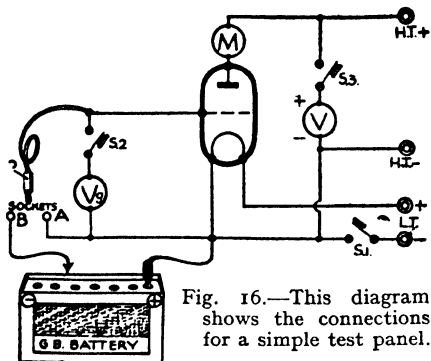 M
H.T.+
S.3.
+
V
-
H.T-
S.2
Vg
SOCKETS
B
A
+
L.T.
-
S.1.
- +
G.B. BATTERY
Fig. 16.—This diagram
shows the connections
for a simple test panel.